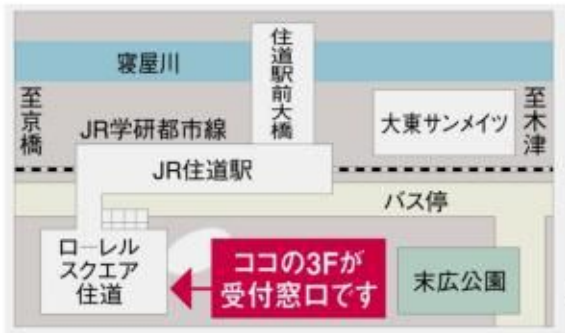 寝屋川
住道駅前大橋
至京橋
JR学研都市線
大東サンメイツ
至木津
JR住道駅
バス停
ローレル
スクエア
住道
ココの3Fが
受付窓口です
末広公園